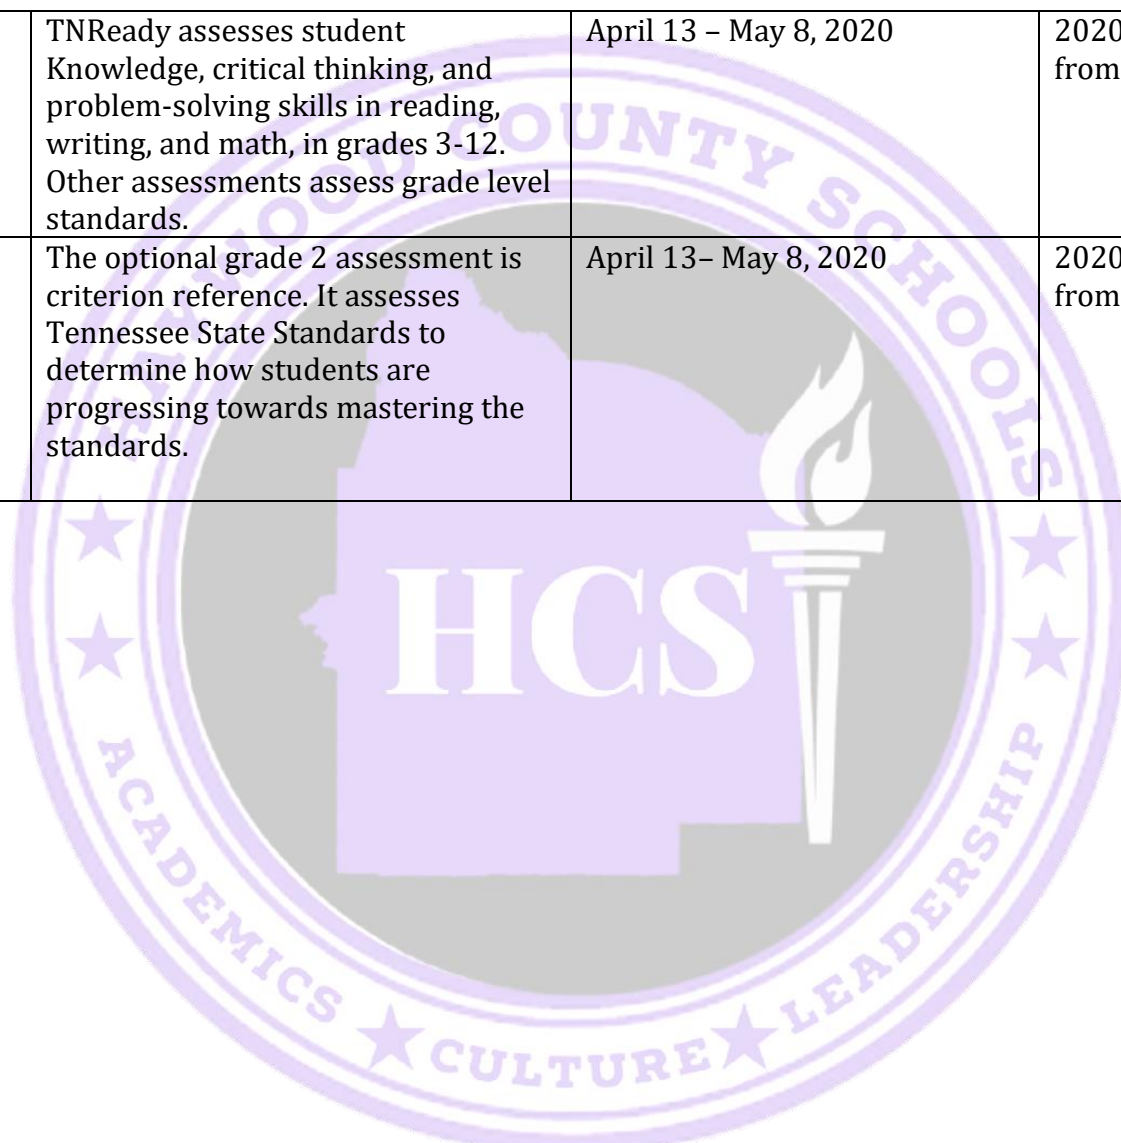 TNReady assesses student
Knowledge, critical thinking, and
problem-solving skills in reading,
writing, and math, in grades 3-12.
Other assessments assess grade level
standards.
April 13 – May 8, 2020
2020
from
The optional grade 2 assessment is
criterion reference. It assesses
Tennessee State Standards to
determine how students are
progressing towards mastering the
standards.
April 13– May 8, 2020
2020
from
HAYWOOD COUNTY SCHOOLS
HCS
ACADEMICS ★ CULTURE ★ LEADERSHIP